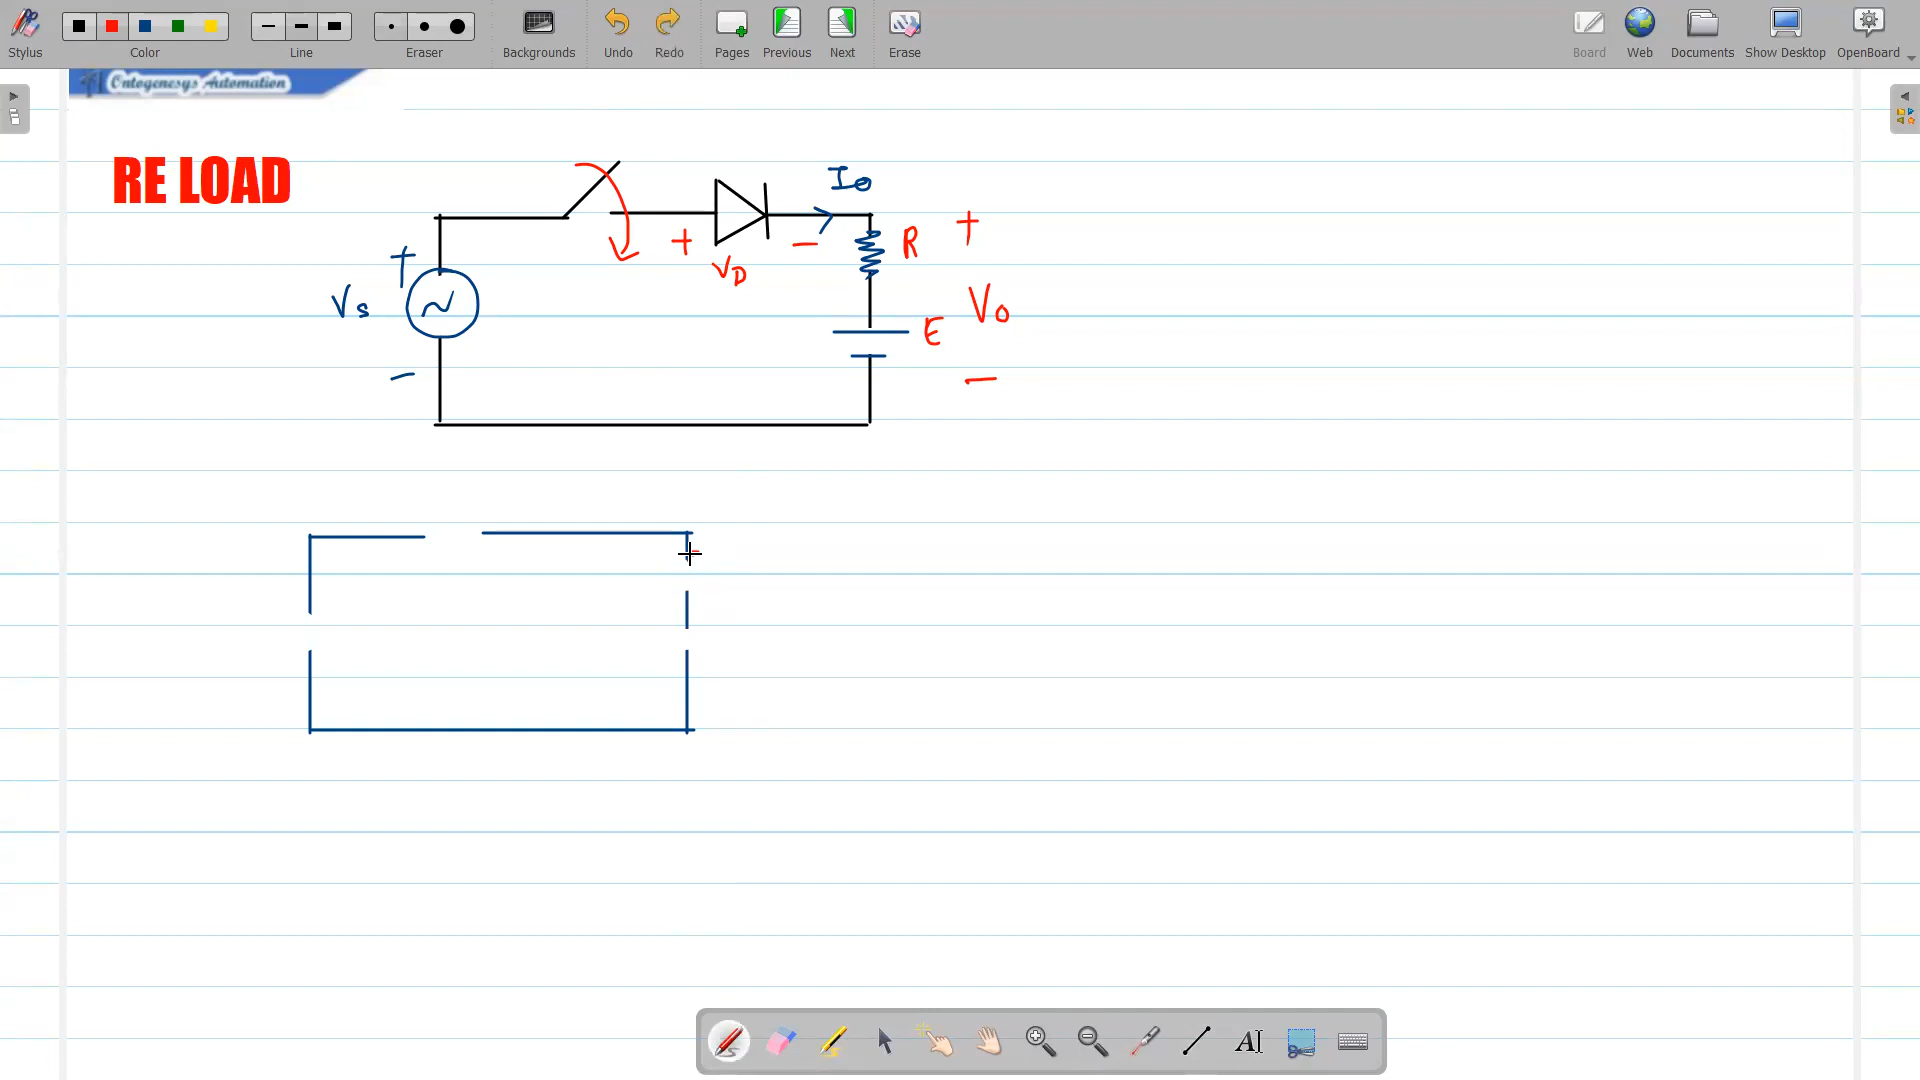 Stylus
Color
Line
Eraser
Backgrounds
Undo
Redo
Pages
Previous
Next
Erase
Board
Web
Documents
Show Desktop
OpenBoard
Ontogenesys Automation
RE LOAD
Io
+
R
+
+
VD
-
Vs
E
Vo
-
-